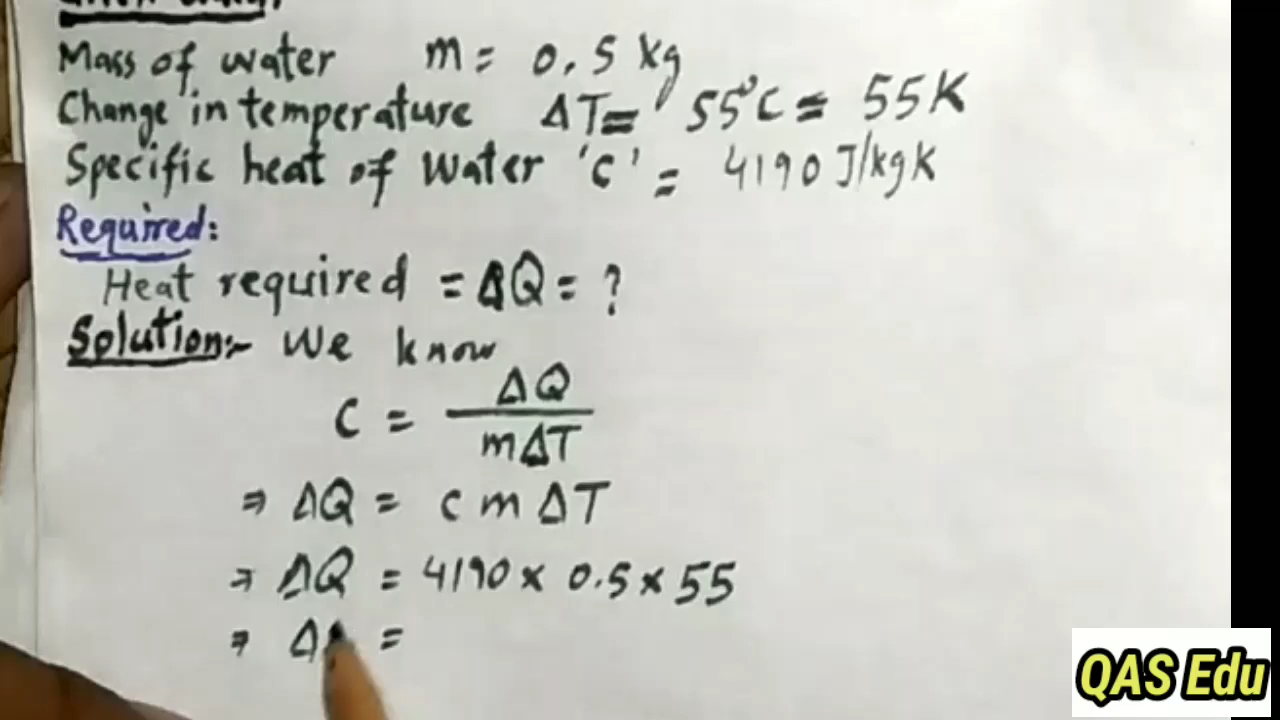 Mass of water m = 0.5 kg
Change in temperature ΔT = 55°C = 55K
Specific heat of water 'c' = 4190 J/kgK
Required:
Heat required = ΔQ = ?
Solution:- We know
C = ΔQ / mΔT
⇒ ΔQ = c m ΔT
⇒ ΔQ = 4190 × 0.5 × 55
⇒ Δ =
QAS Edu